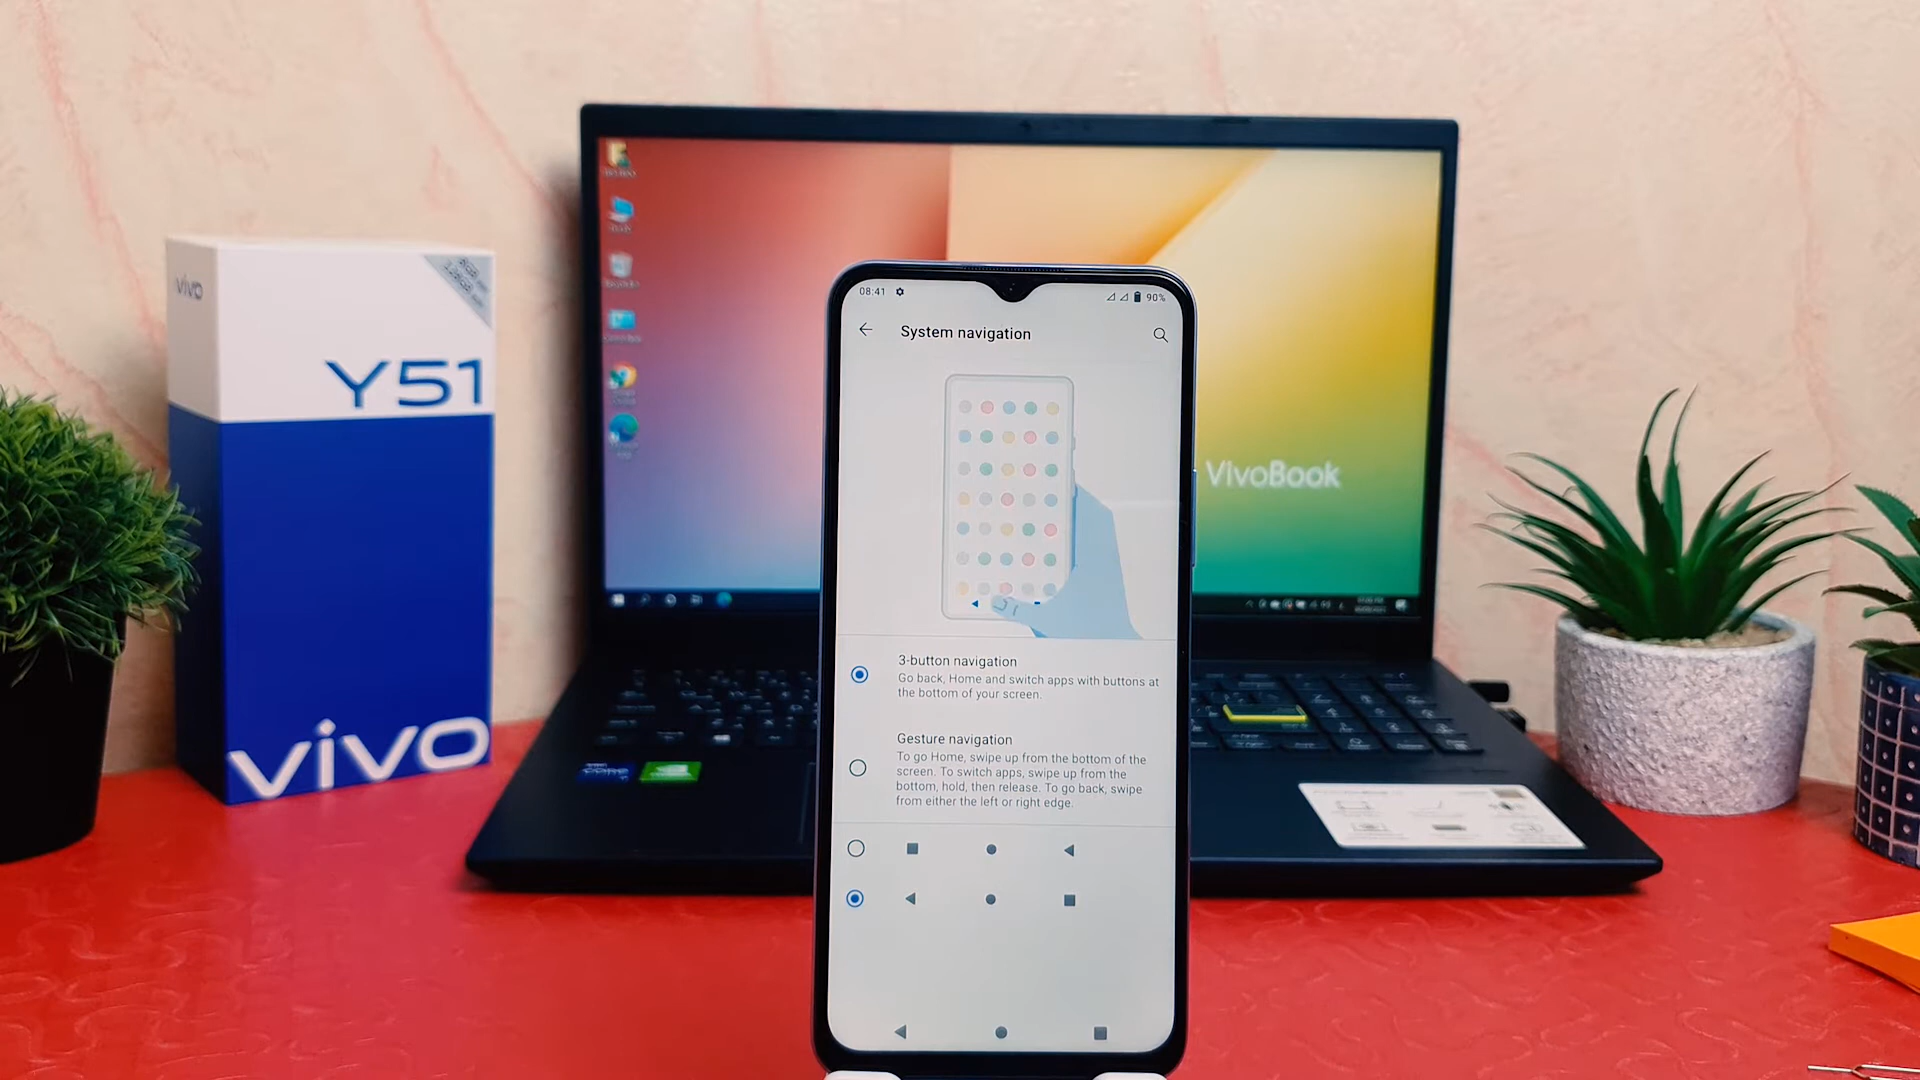 vivo
8GB
128GB
Y51
vivo
VivoBook
08:41
90%
System navigation
3-button navigation
Go back, Home and switch apps with buttons at
the bottom of your screen.
Gesture navigation
To go Home, swipe up from the bottom of the
screen. To switch apps, swipe up from the
bottom, hold, then release. To go back, swipe
from either the left or right edge.